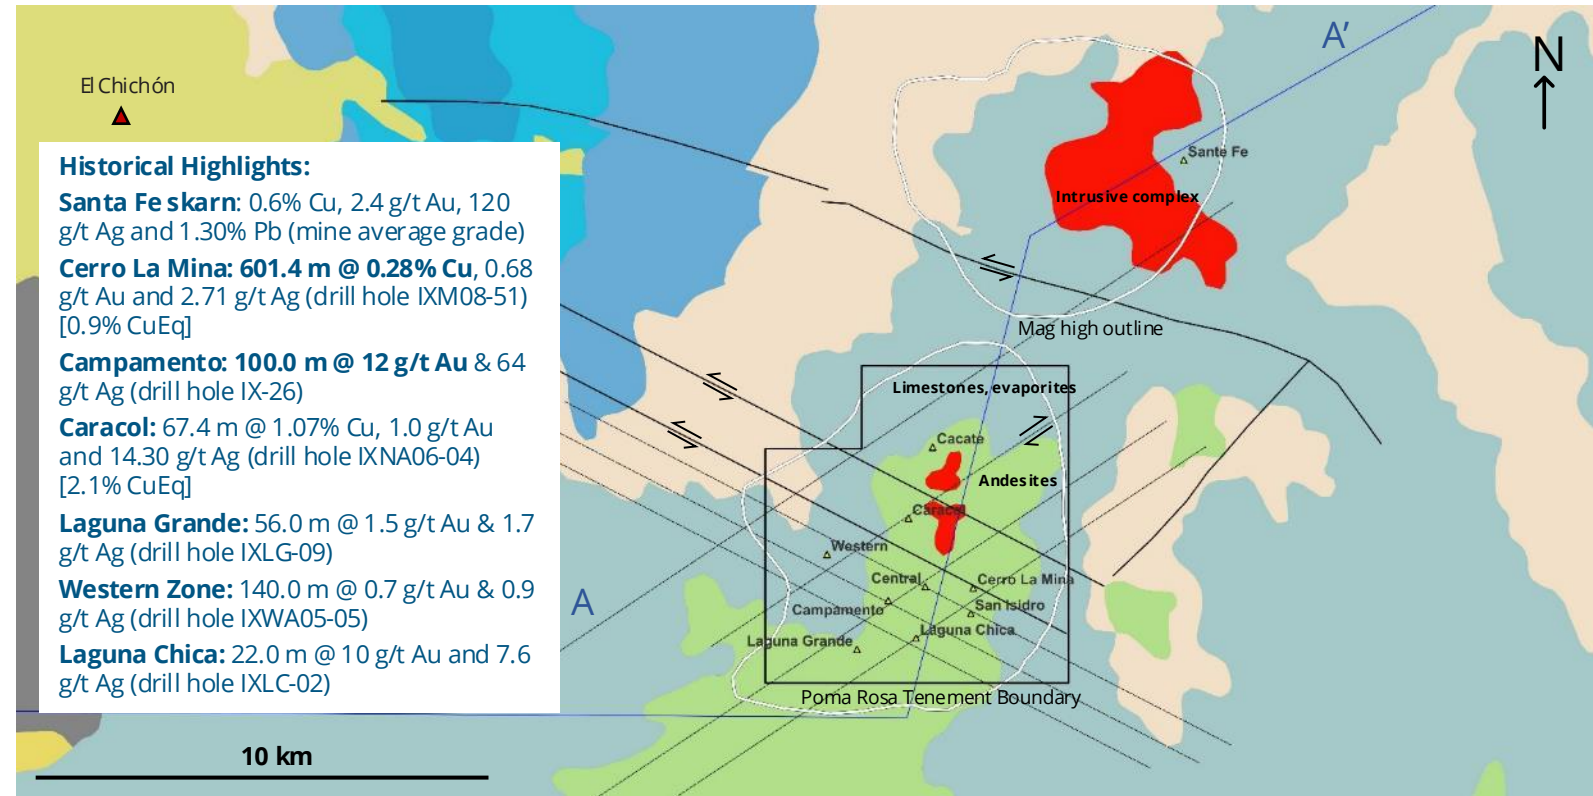 A'
N
El Chichón
Historical Highlights:
Santa Fe skarn: 0.6% Cu, 2.4 g/t Au, 120
g/t Ag and 1.30% Pb (mine average grade)
Cerro La Mina: 601.4 m @ 0.28% Cu, 0.68
g/t Au and 2.71 g/t Ag (drill hole IXM08-51)
[0.9% CuEq]
Campamento: 100.0 m @ 12 g/t Au & 64
g/t Ag (drill hole IX-26)
Caracol: 67.4 m @ 1.07% Cu, 1.0 g/t Au
and 14.30 g/t Ag (drill hole IXNA06-04)
[2.1% CuEq]
Laguna Grande: 56.0 m @ 1.5 g/t Au & 1.7
g/t Ag (drill hole IXLG-09)
Western Zone: 140.0 m @ 0.7 g/t Au & 0.9
g/t Ag (drill hole IXWA05-05)
Laguna Chica: 22.0 m @ 10 g/t Au and 7.6
g/t Ag (drill hole IXLC-02)
Sante Fe
Intrusive complex
Mag high outline
Limestones, evaporites
Cacate
Andesites
Caracol
Western
Central
Cerro La Mina
Campamento
San Isidro
A
Laguna Chica
Laguna Grande
Poma Rosa Tenement Boundary
10 km